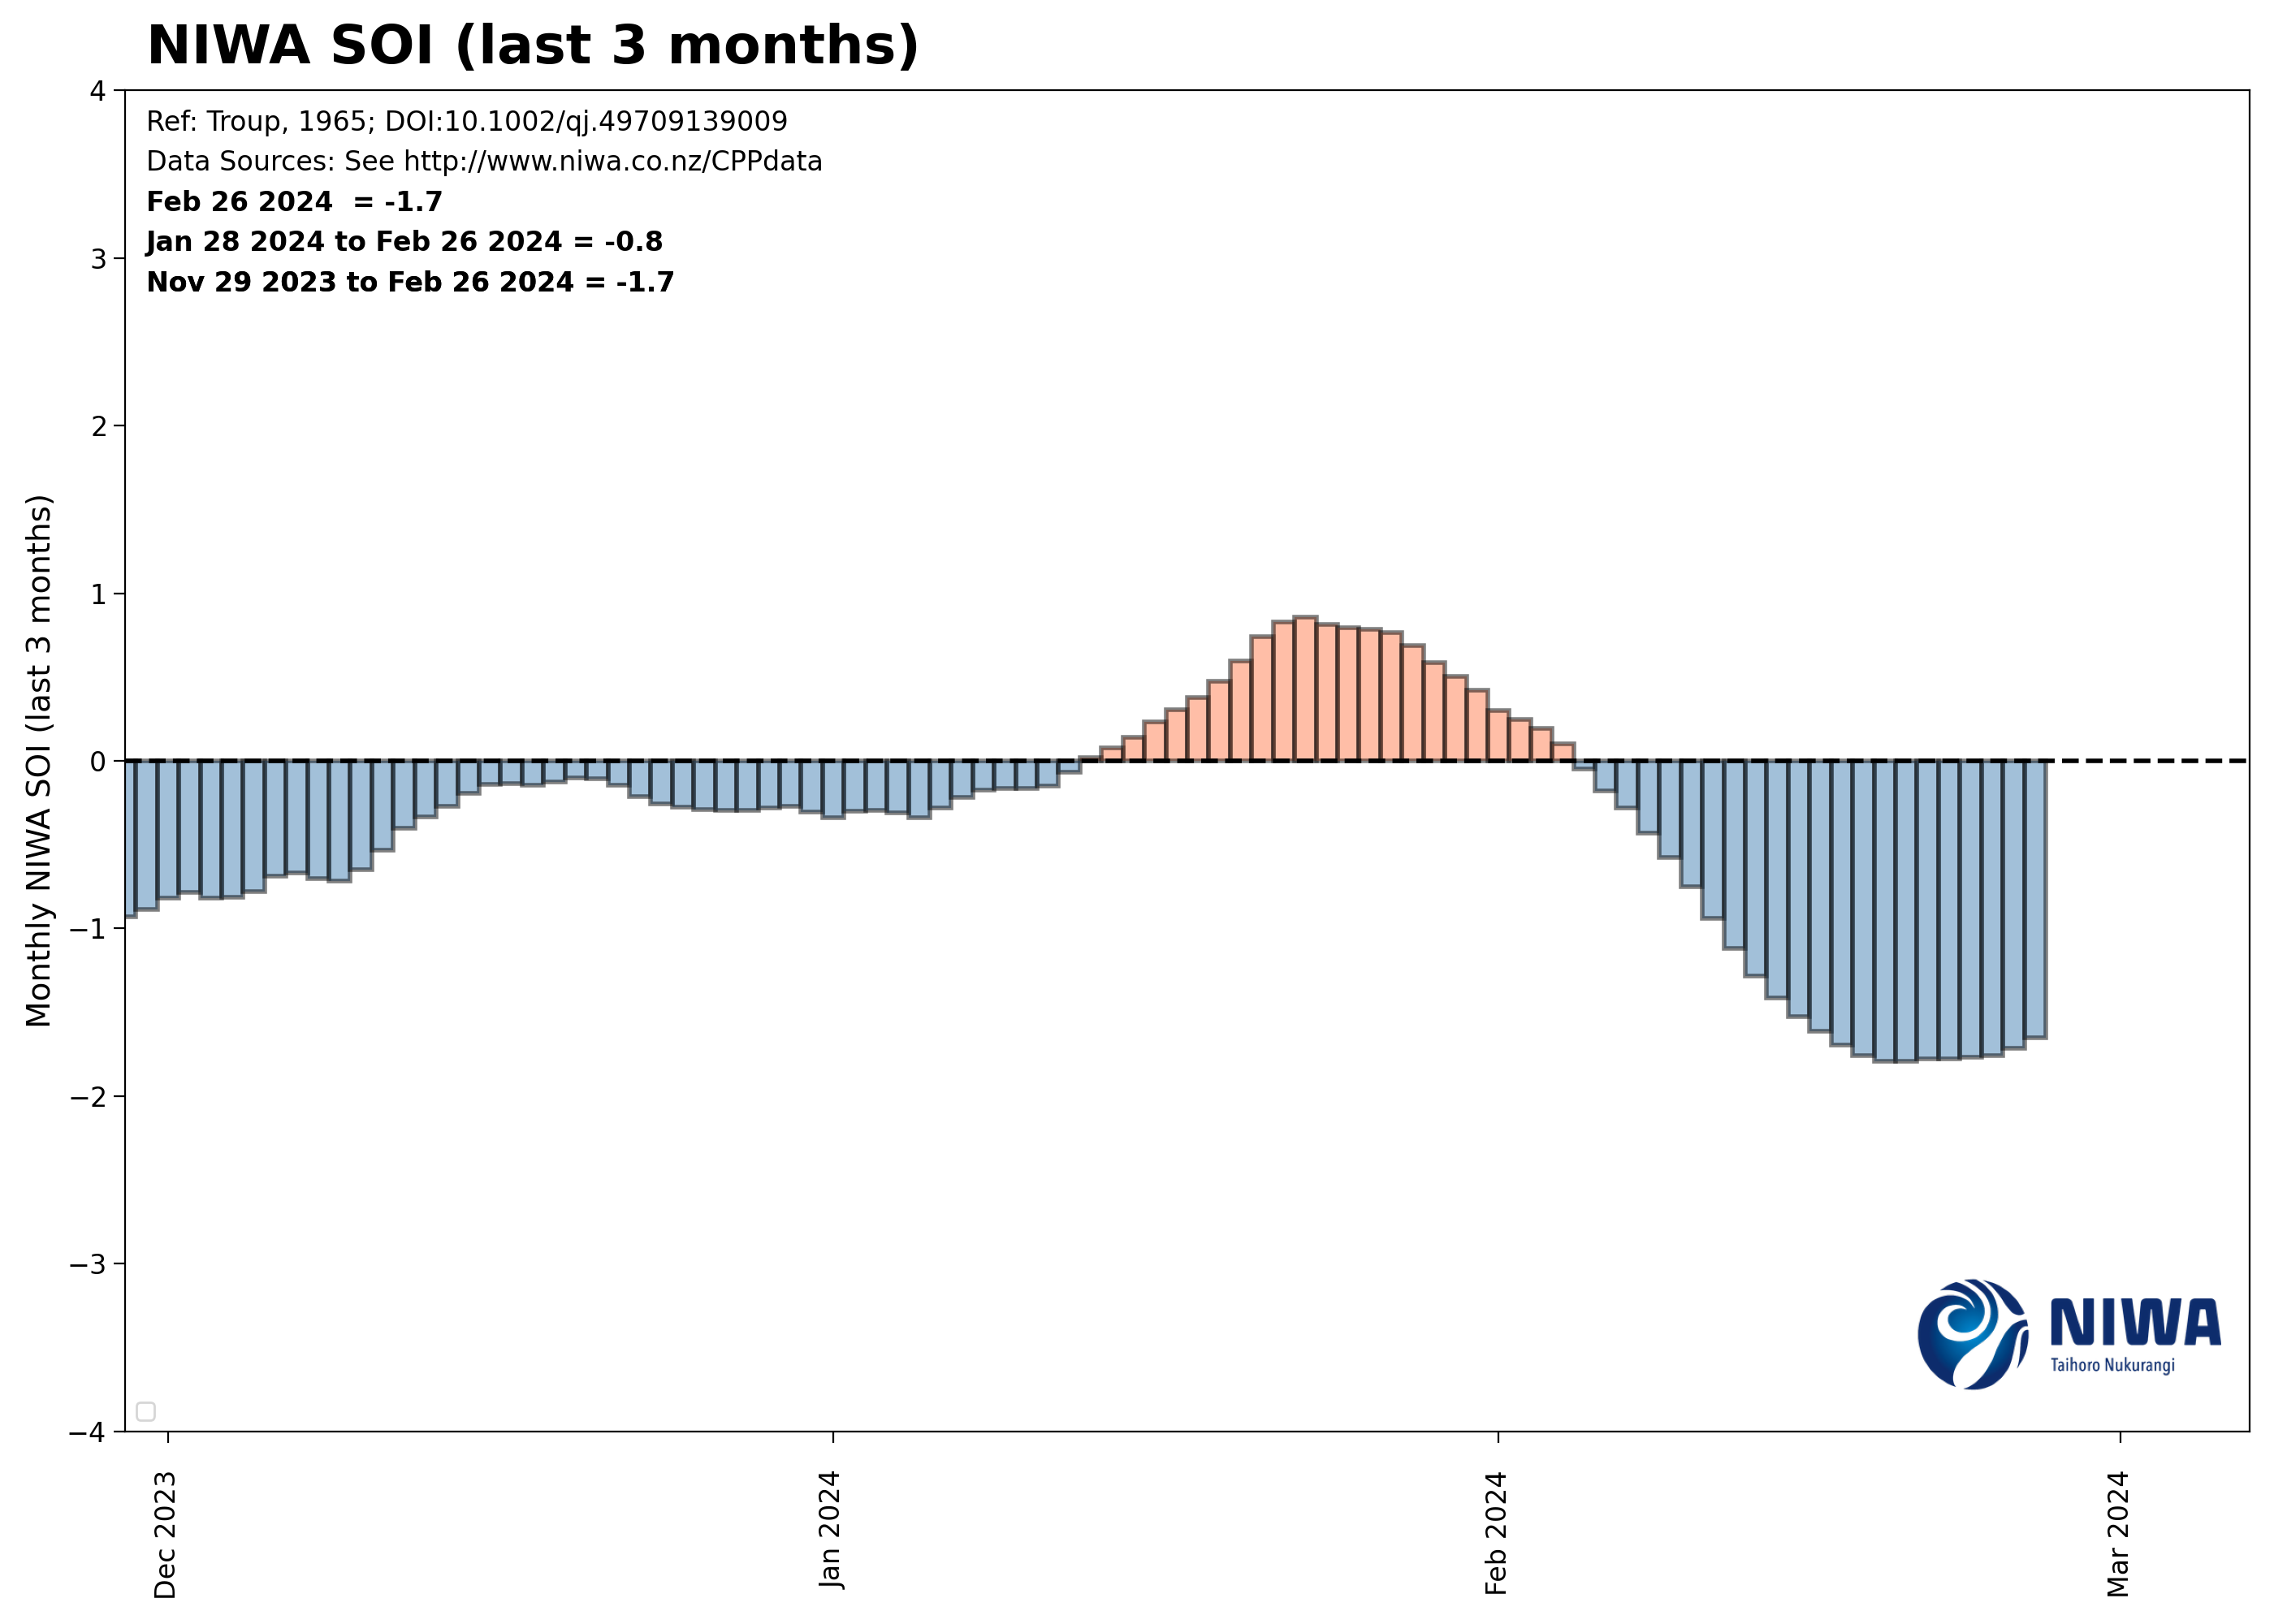 NIWA SOI (last 3 months)
Ref: Troup, 1965; DOI:10.1002/qj.49709139009
Data Sources: See http://www.niwa.co.nz/CPPdata
Feb 26 2024  = -1.7
Jan 28 2024 to Feb 26 2024 = -0.8
Nov 29 2023 to Feb 26 2024 = -1.7
Monthly NIWA SOI (last 3 months)
4
3
2
1
0
−1
−2
−3
−4
NIWA
Taihoro Nukurangi
Dec 2023
Jan 2024
Feb 2024
Mar 2024